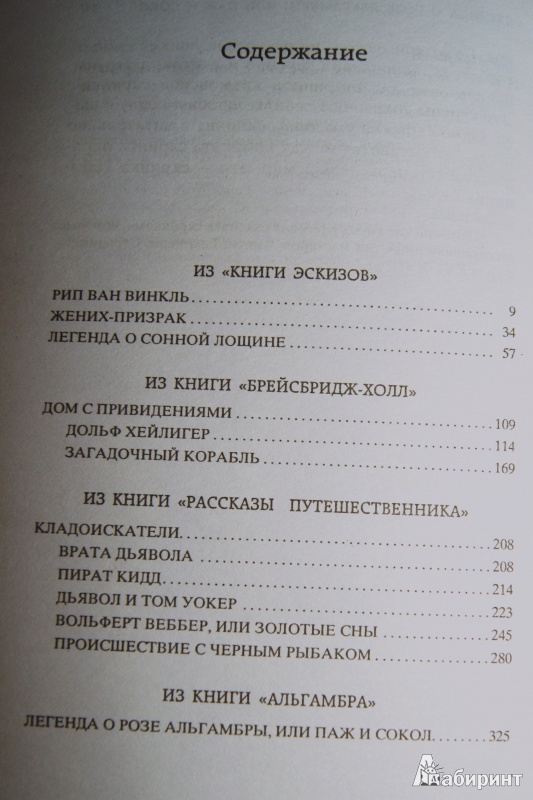 Содержание
ИЗ «КНИГИ ЭСКИЗОВ»
РИП ВАН ВИНКЛЬ 9
ЖЕНИХ-ПРИЗРАК 34
ЛЕГЕНДА О СОННОЙ ЛОЩИНЕ 57
ИЗ КНИГИ «БРЕЙСБРИДЖ-ХОЛЛ»
ДОМ С ПРИВИДЕНИЯМИ 109
ДОЛЬФ ХЕЙЛИГЕР 114
ЗАГАДОЧНЫЙ КОРАБЛЬ 169
ИЗ КНИГИ «РАССКАЗЫ ПУТЕШЕСТВЕННИКА»
КЛАДОИСКАТЕЛИ 208
ВРАТА ДЬЯВОЛА 208
ПИРАТ КИДД 214
ДЬЯВОЛ И ТОМ УОКЕР 223
ВОЛЬФЕРТ ВЕББЕР, ИЛИ ЗОЛОТЫЕ СНЫ 245
ПРОИСШЕСТВИЕ С ЧЕРНЫМ РЫБАКОМ 280
ИЗ КНИГИ «АЛЬГАМБРА»
ЛЕГЕНДА О РОЗЕ АЛЬГАМБРЫ, ИЛИ ПАЖ И СОКОЛ 325
Лабиринт